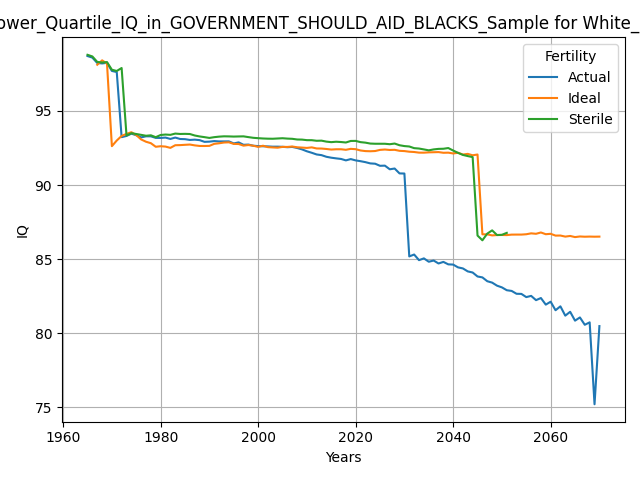 ower_Quartile_IQ_in_GOVERNMENT_SHOULD_AID_BLACKS_Sample for White_
Fertility
Actual
Ideal
Sterile
IQ
95
90
85
80
75
1960
1980
2000
2020
2040
2060
Years